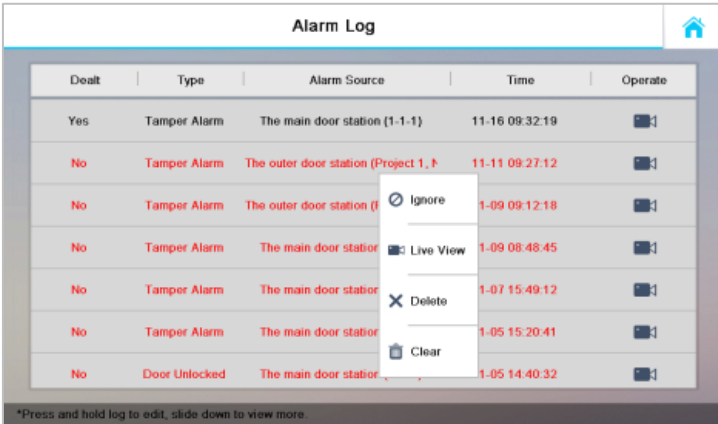 Alarm Log
Dealt Type Alarm Source Time Operate
Yes Tamper Alarm The main door station (1-1-1) 11-16 09:32:19
No Tamper Alarm The outer door station (Project 1, 11-11 09:27:12
No Tamper Alarm The outer door station 1-09 09:12:18
No Tamper Alarm The main door station 1-09 08:48:45
No Tamper Alarm The main door station 1-07 15:49:12
No Tamper Alarm The main door station 1-05 15:20:41
No Door Unlocked The main door station 1-05 14:40:32
Ignore
Live View
Delete
Clear
*Press and hold log to edit, slide down to view more.